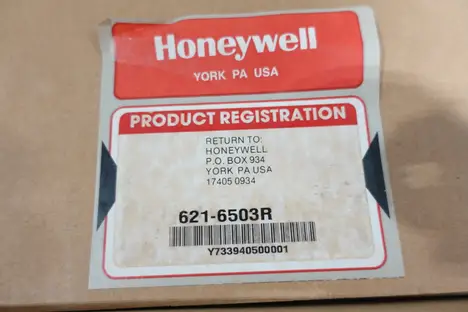 Honeywell
YORK PA USA
PRODUCT REGISTRATION
RETURN TO:
HONEYWELL
P.O. BOX 934
YORK PA USA
17405 0934
621-6503R
Y733940500001